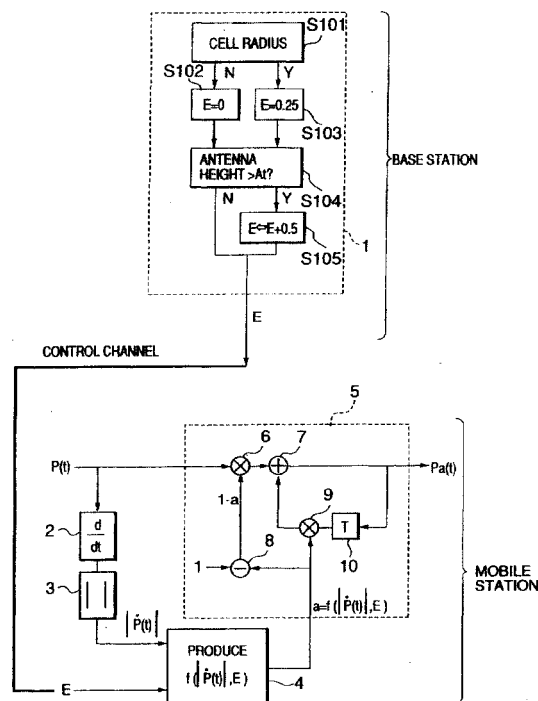 S101
CELL RADIUS
S102
N
Y
E=0
E=0.25
S103
ANTENNA
HEIGHT >At?
S104
N
Y
E⇐E+0.5
S105
1
BASE STATION
E
CONTROL CHANNEL
5
P(t)
6
7
Pa(t)
1-a
9
2
d
dt
T
10
1
8
3
| |
MOBILE
STATION
|Ṗ(t)|
a=f(|Ṗ(t)|,E)
PRODUCE
f(|Ṗ(t)|,E)
4
E